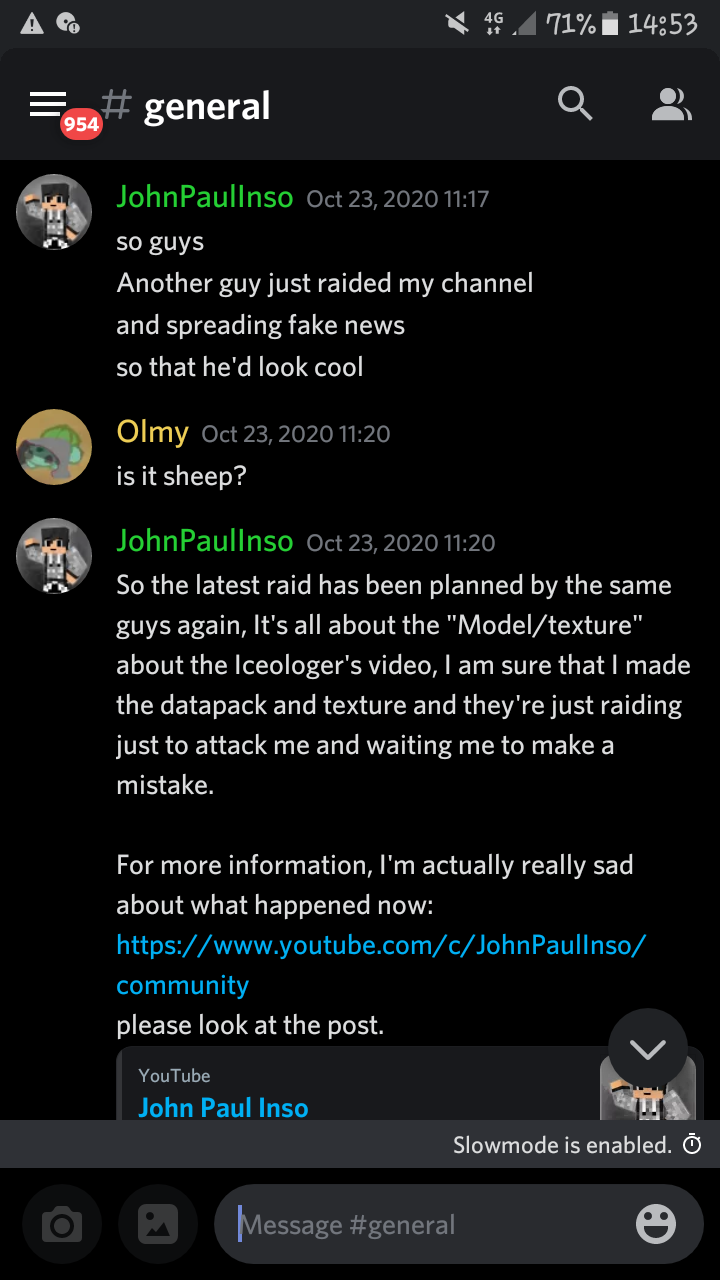 4G 71% 14:53
954 # general
JohnPaulInso Oct 23, 2020 11:17
so guys
Another guy just raided my channel
and spreading fake news
so that he'd look cool
Olmy Oct 23, 2020 11:20
is it sheep?
JohnPaulInso Oct 23, 2020 11:20
So the latest raid has been planned by the same
guys again, It's all about the "Model/texture"
about the Iceologer's video, I am sure that I made
the datapack and texture and they're just raiding
just to attack me and waiting me to make a
mistake.
For more information, I'm actually really sad
about what happened now:
https://www.youtube.com/c/JohnPaulInso/
community
please look at the post.
YouTube
John Paul Inso
Slowmode is enabled.
Message #general